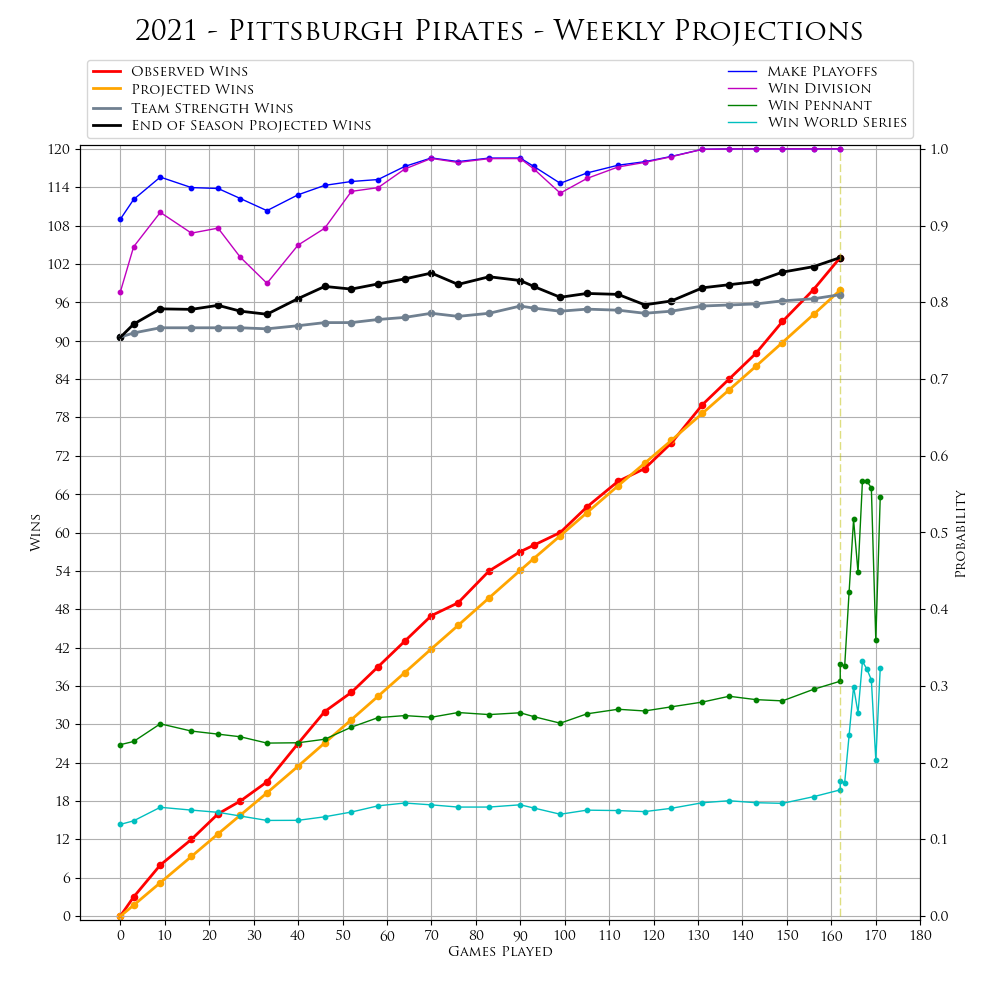 2021 - Pittsburgh Pirates - Weekly Projections
Observed Wins
Projected Wins
Team Strength Wins
End of Season Projected Wins
Make Playoffs
Win Division
Win Pennant
Win World Series
120
114
108
102
96
90
84
78
72
66
60
54
48
42
36
30
24
18
12
6
0
Wins
1.0
0.9
0.8
0.7
0.6
0.5
0.4
0.3
0.2
0.1
0.0
Probability
0 10 20 30 40 50 60 70 80 90 100 110 120 130 140 150 160 170 180
Games Played